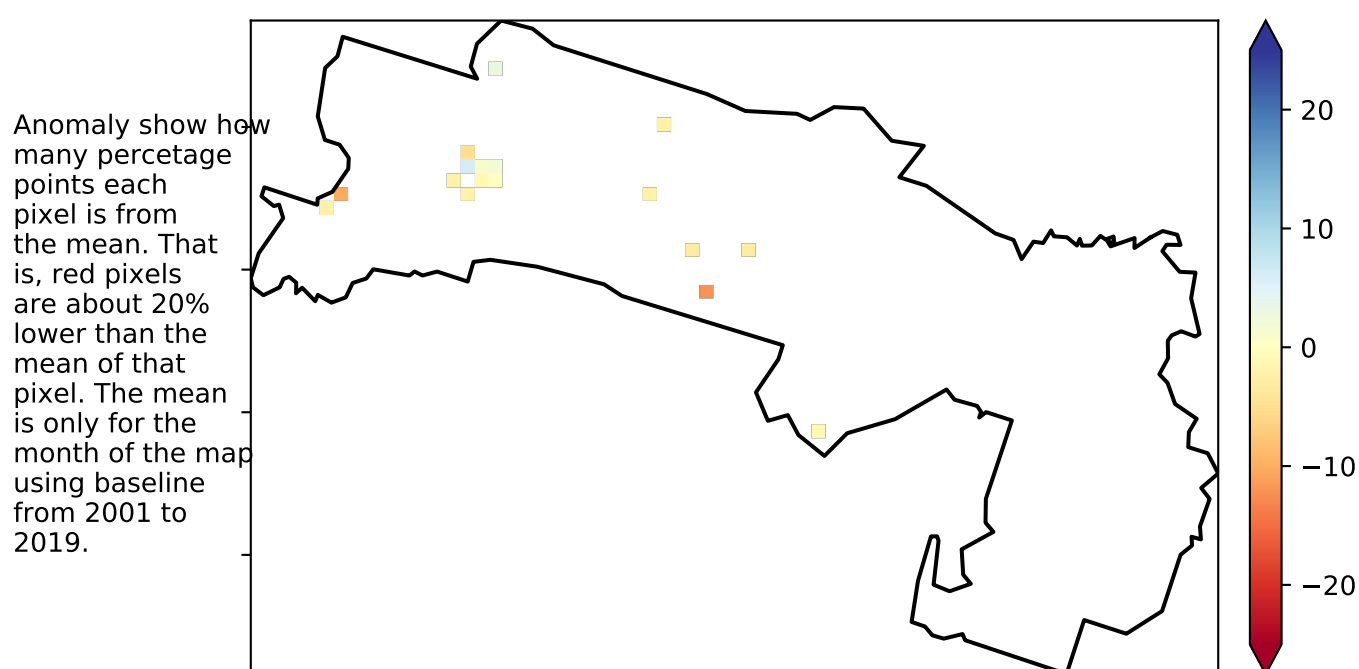 Anomaly show how
many percetage
points each
pixel is from
the mean. That
is, red pixels
are about 20%
lower than the
mean of that
pixel. The mean
is only for the
month of the map
using baseline
from 2001 to
2019.
20
10
0
−10
−20